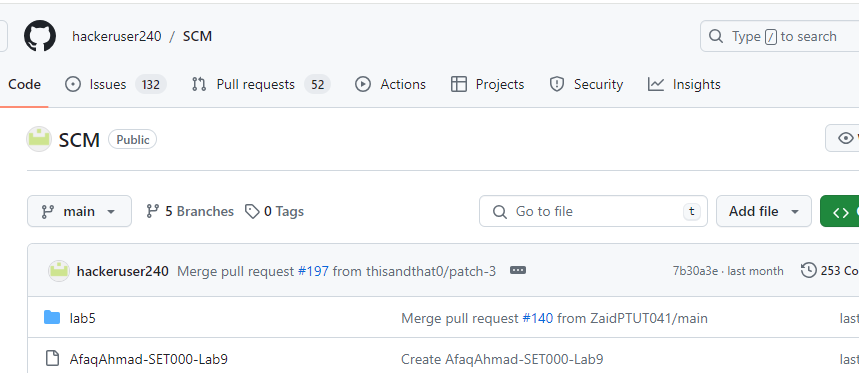 hackeruser240 / SCM Type / to search
Code Issues 132 Pull requests 52 Actions Projects Security Insights
SCM Public
main 5 Branches 0 Tags Go to file t Add file
hackeruser240 Merge pull request #197 from thisandthat0/patch-3 7b30a3e · last month 253 Co
lab5 Merge pull request #140 from ZaidPTUT041/main last
AfaqAhmad-SET000-Lab9 Create AfaqAhmad-SET000-Lab9 last